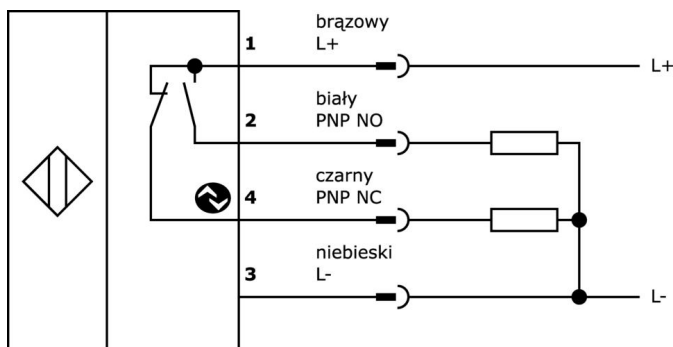 brązowy
1 L+ L+
biały
2 PNP NO
czarny
4 PNP NC
niebieski
3 L- L-